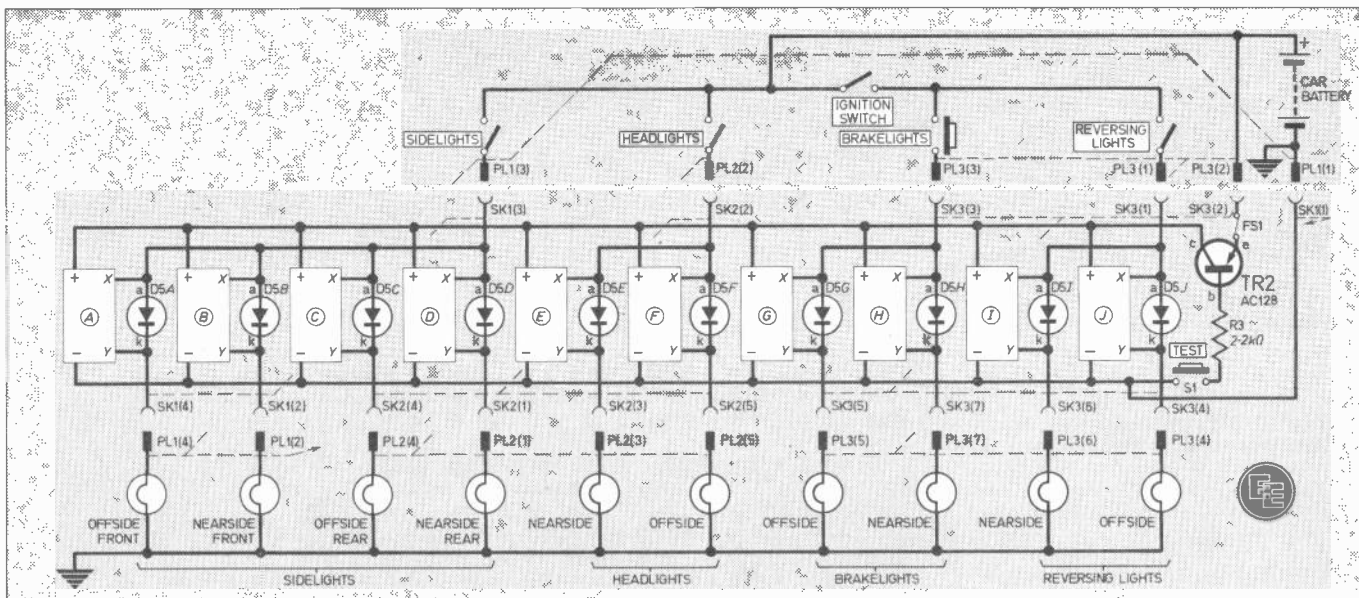 +
CAR
BATTERY
IGNITION
SWITCH
SIDELIGHTS
HEADLIGHTS
BRAKELIGHTS
REVERSING
LIGHTS
PL1(3)
PL2(2)
PL3(3)
PL3(1)
PL3(2)
PL1(1)
SK1(3)
SK2(2)
SK3(3)
SK3(1)
SK3(2)
SK1(1)
FS1
c
e
TR2
AC128
b
R3
2·2kΩ
TEST
S1
+ X A − Y a D5A k
+ X B − Y a D5B k
+ X C − Y a D5C k
+ X D − Y a D5D k
+ X E − Y a D5E k
+ X F − Y a D5F k
+ X G − Y a D5G k
+ X H − Y a D5H k
+ X I − Y a D5I k
+ X J − Y a D5J k
SK1(4) SK1(2) SK2(4) SK2(1) SK2(3) SK2(5) SK3(5) SK3(7) SK3(6) SK3(4)
PL1(4) PL1(2) PL2(4) PL2(1) PL2(3) PL2(5) PL3(5) PL3(7) PL3(6) PL3(4)
OFFSIDE
FRONT
NEARSIDE
FRONT
OFFSIDE
REAR
NEARSIDE
REAR
NEARSIDE
OFFSIDE
OFFSIDE
NEARSIDE
NEARSIDE
OFFSIDE
SIDELIGHTS
HEADLIGHTS
BRAKELIGHTS
REVERSING LIGHTS
EE